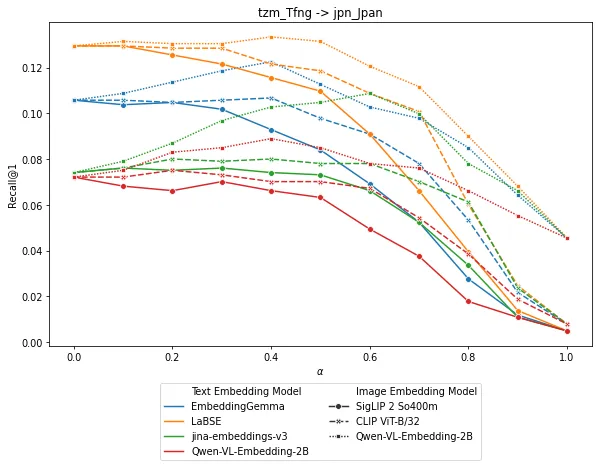 tzm_Tfng -> jpn_Jpan
Recall@1
0.12
0.10
0.08
0.06
0.04
0.02
0.00
0.0 0.2 0.4 0.6 0.8 1.0
α
Text Embedding Model
EmbeddingGemma
LaBSE
jina-embeddings-v3
Qwen-VL-Embedding-2B
Image Embedding Model
SigLIP 2 So400m
CLIP ViT-B/32
Qwen-VL-Embedding-2B